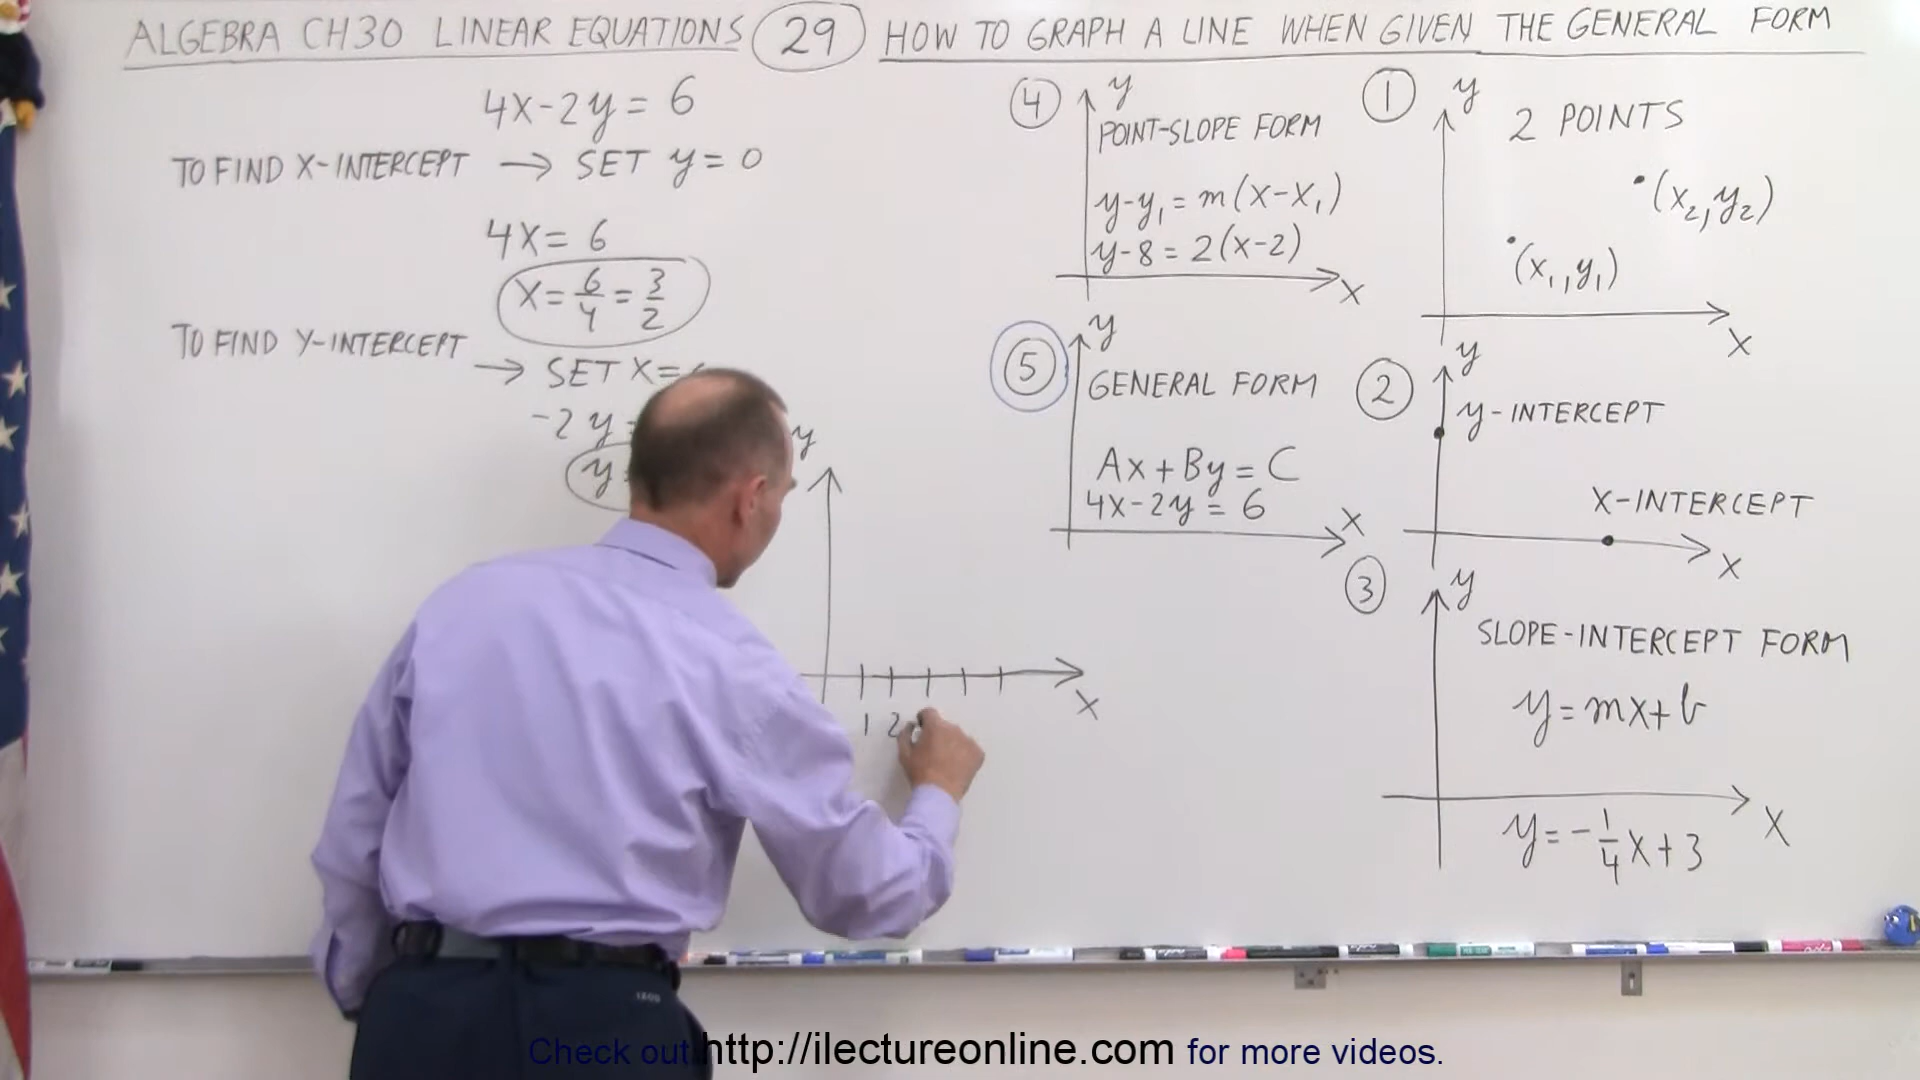 ALGEBRA CH30 LINEAR EQUATIONS 29 HOW TO GRAPH A LINE WHEN GIVEN THE GENERAL FORM
4X-2y = 6
TO FIND X-INTERCEPT → SET y = 0
4X = 6
X = 6/4 = 3/2
TO FIND Y-INTERCEPT
→ SET X =
-2y =
y
y
1 2
X
4 y
POINT-SLOPE FORM
y-y₁ = m(x-x₁)
y-8 = 2(x-2)
X
5 y
GENERAL FORM
Ax + By = C
4X-2y = 6
X
1 y
2 POINTS
(x₂,y₂)
(x₁,y₁)
X
2 y
y-INTERCEPT
X-INTERCEPT
X
3 y
SLOPE-INTERCEPT FORM
y = mx+b
X
y = -1/4 x + 3
1200
Check out http://ilectureonline.com for more videos.